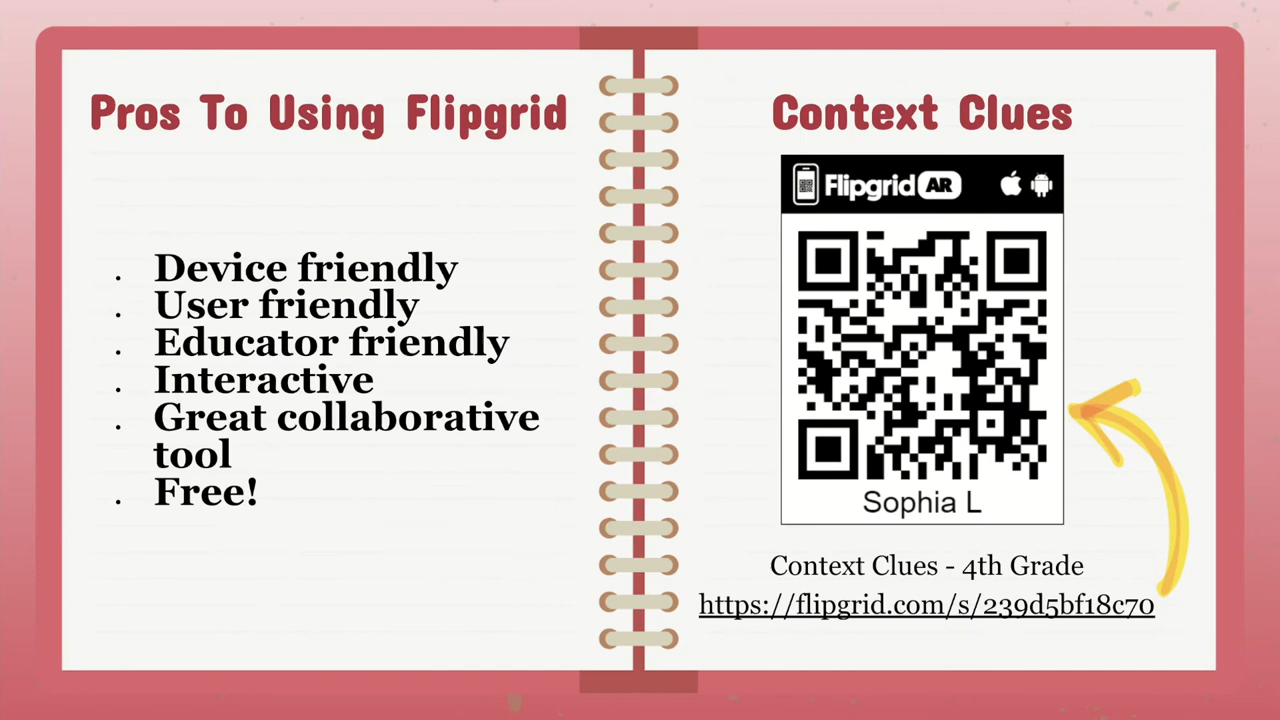 Pros To Using Flipgrid
. Device friendly
. User friendly
. Educator friendly
. Interactive
. Great collaborative
tool
. Free!
Context Clues
Flipgrid AR
Sophia L
Context Clues - 4th Grade
https://flipgrid.com/s/239d5bf18c70